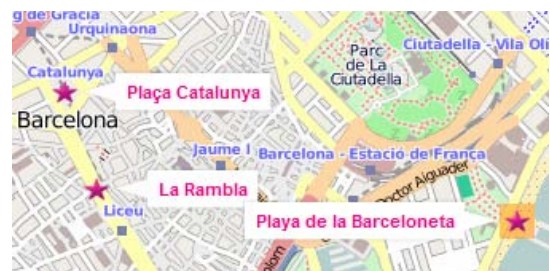 g de Gràcia
Urquinaona
Parc
de La
Ciutadella
Ciutadella - Vila Olí
Catalunya
Plaça Catalunya
Barcelona
Jaume I
Barcelona - Estació de França
La Rambla
Doctor Aiguader
Liceu
Playa de la Barceloneta
olom